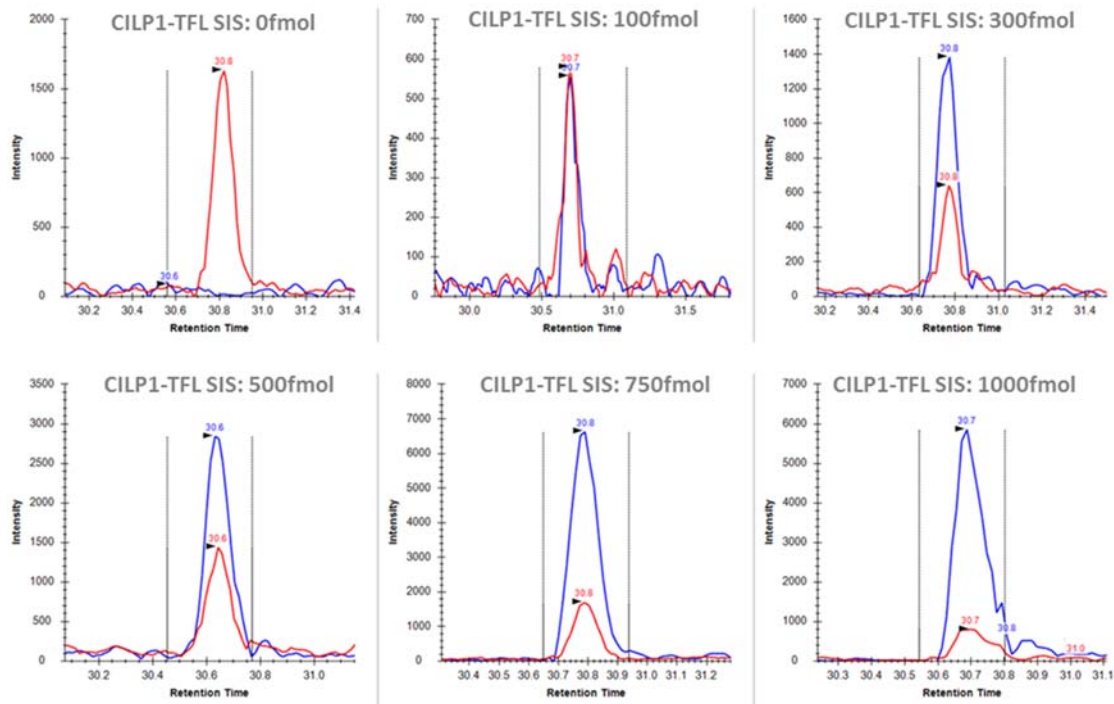 CILP1-TFL SIS: 0fmol
2000
1500
1000
500
0
Intensity
30.8
30.6
30.2 30.4 30.6 30.8 31.0 31.2 31.4
Retention Time
CILP1-TFL SIS: 100fmol
700
600
500
400
300
200
100
0
Intensity
30.7
30.7
30.0 30.5 31.0 31.5
Retention Time
CILP1-TFL SIS: 300fmol
1600
1400
1200
1000
800
600
400
200
0
Intensity
30.8
30.8
30.2 30.4 30.6 30.8 31.0 31.2 31.4
Retention Time
CILP1-TFL SIS: 500fmol
3500
3000
2500
2000
1500
1000
500
0
Intensity
30.6
30.6
30.2 30.4 30.6 30.8 31.0
Retention Time
CILP1-TFL SIS: 750fmol
8000
7000
6000
5000
4000
3000
2000
1000
0
Intensity
30.8
30.8
30.4 30.5 30.6 30.7 30.8 30.9 31.0 31.1 31.2
Retention Time
CILP1-TFL SIS: 1000fmol
7000
6000
5000
4000
3000
2000
1000
0
Intensity
30.7
30.7
30.8
31.0
30.3 30.4 30.5 30.6 30.7 30.8 30.9 31.0 31.1
Retention Time